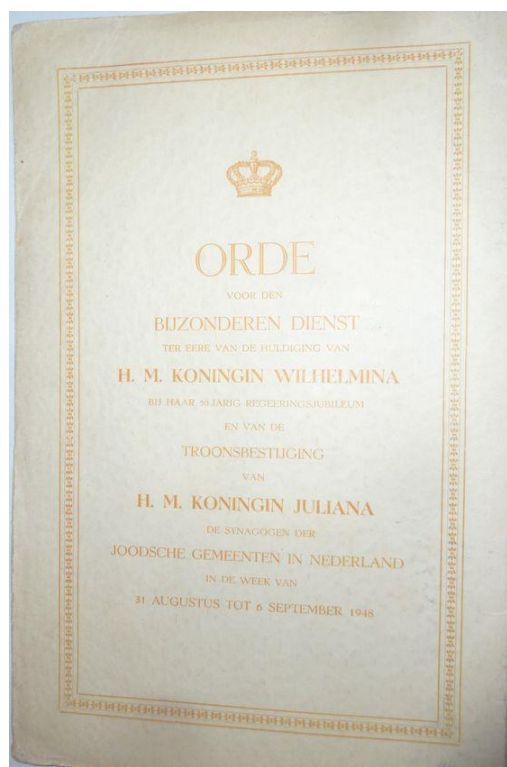 ORDE
VOOR DEN
BIJZONDEREN DIENST
TER EERE VAN DE HULDIGING VAN
H. M. KONINGIN WILHELMINA
BIJ HAAR 50 JARIG REGEERINGSJUBILEUM
EN VAN DE
TROONSBESTIJGING
VAN
H. M. KONINGIN JULIANA
DE SYNAGOGEN DER
JOODSCHE GEMEENTEN IN NEDERLAND
IN DE WEEK VAN
31 AUGUSTUS TOT 6 SEPTEMBER 1948